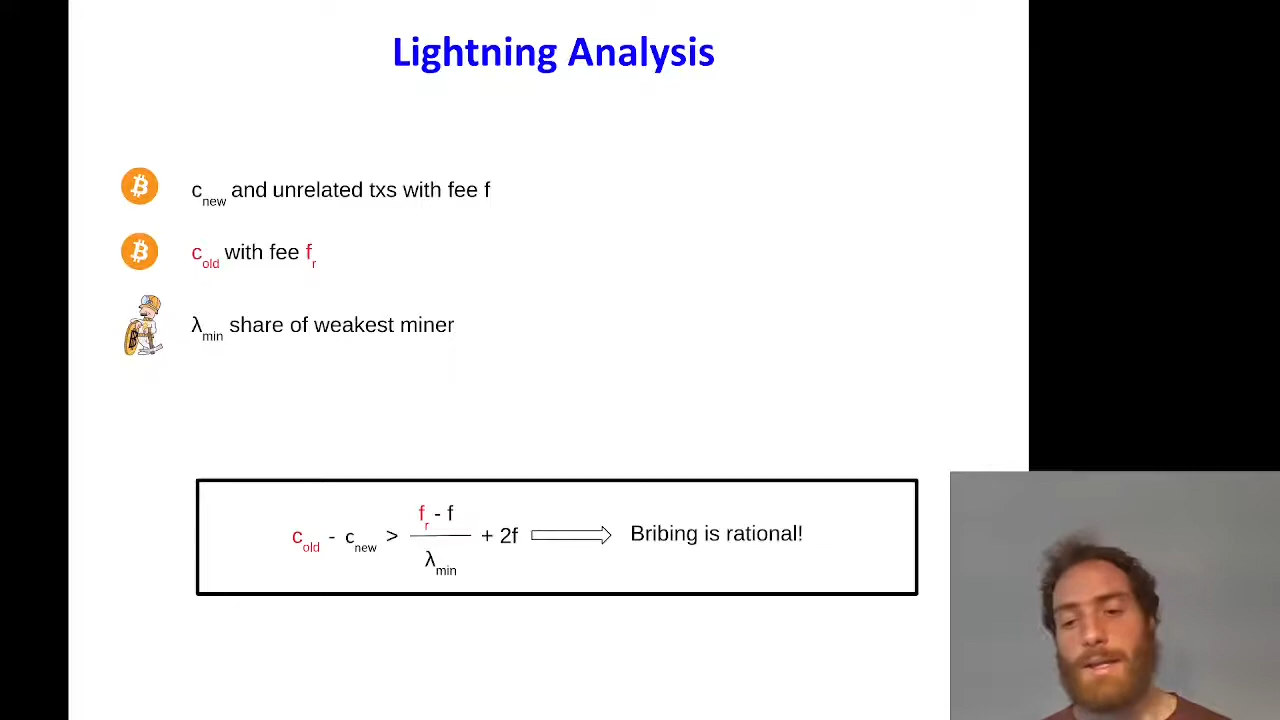 Lightning Analysis
c_new and unrelated txs with fee f
c_old with fee f_r
λ_min share of weakest miner
c_old - c_new > (f_r - f) / λ_min + 2f ⇒ Bribing is rational!